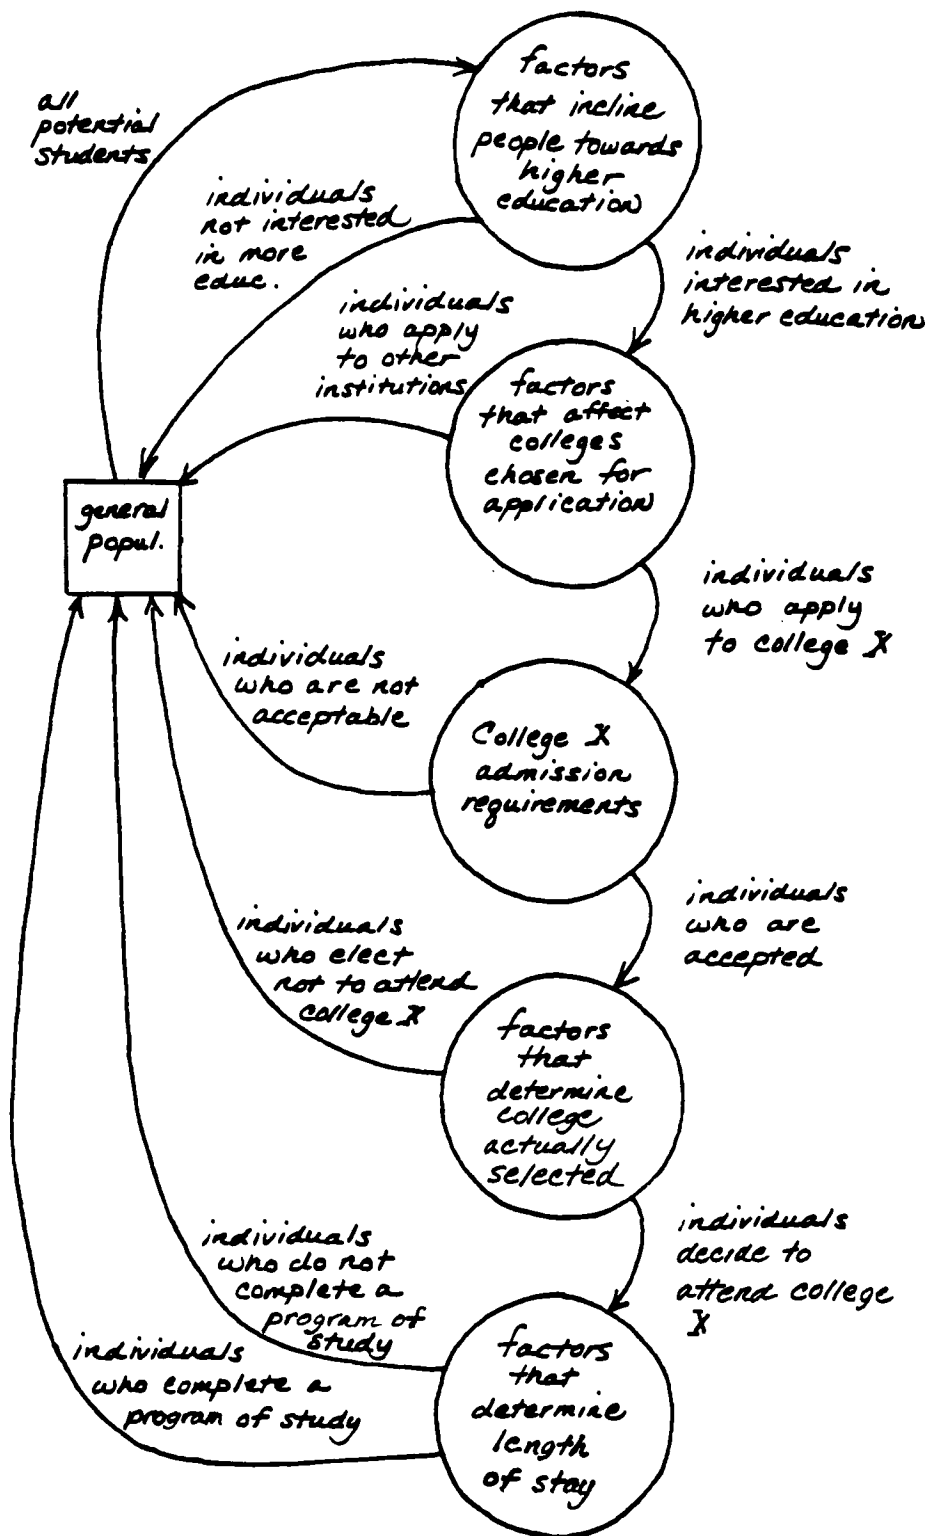 factors
that incline
people towards
higher
education
all
potential
students
individuals
not interested
in more
educ.
individuals
interested in
higher education
individuals
who apply
to other
institutions
factors
that affect
colleges
chosen for
application
general
popul.
individuals
who apply
to college X
individuals
who are not
acceptable
College X
admission
requirements
individuals
who are
accepted
individuals
who elect
not to attend
college X
factors
that
determine
college
actually
selected
individuals
decide to
attend college
X
individuals
who do not
complete a
program of
study
individuals
who complete a
program of study
factors
that
determine
length
of stay